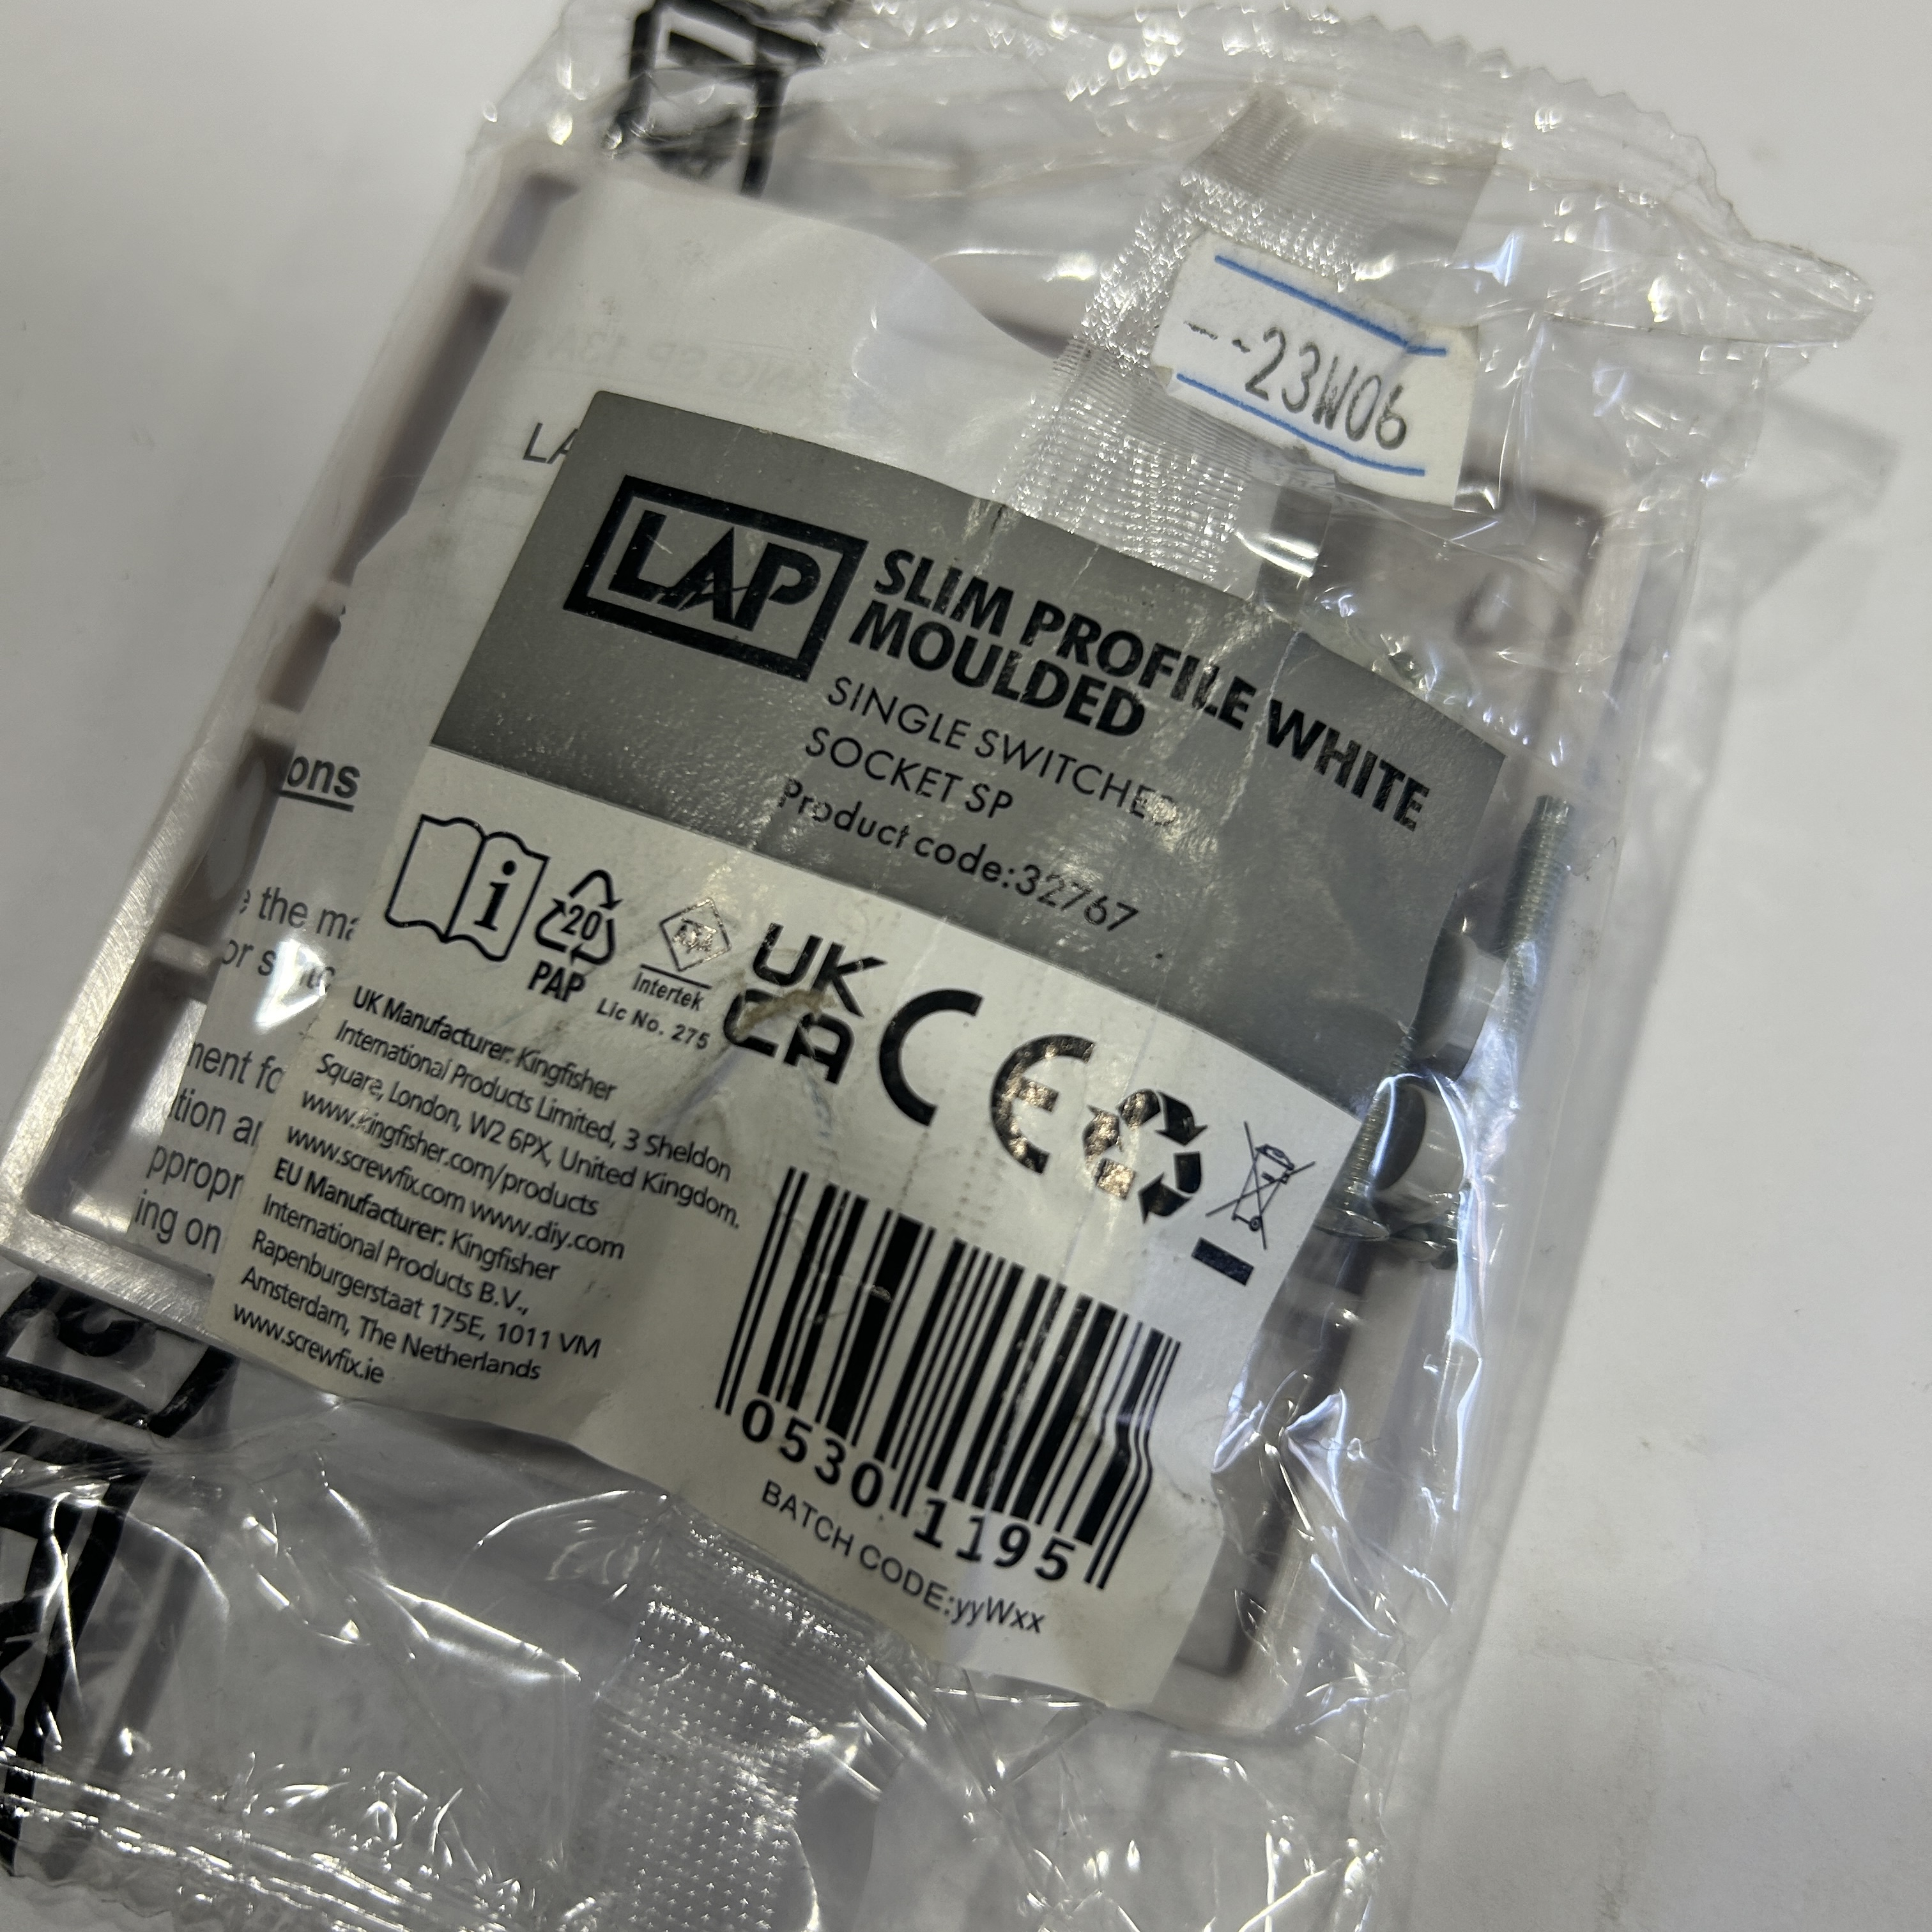 --23W06
LA
LAP
SLIM PROFILE WHITE
MOULDED
SINGLE SWITCHED
SOCKET SP
Product code:32767
ons
the ma
or
ment fo
tion a
ppropr
ing on
20
PAP
Intertek
Lic No. 275
UK
CA
CE
UK Manufacturer: Kingfisher
International Products Limited, 3 Sheldon
Square, London, W2 6PX, United Kingdom.
www.kingfisher.com/products
www.screwfix.com www.diy.com
EU Manufacturer: Kingfisher
International Products B.V.,
Rapenburgerstaat 175E, 1011 VM
Amsterdam, The Netherlands
www.screwfix.ie
0530 1195
BATCH CODE:yyWxx